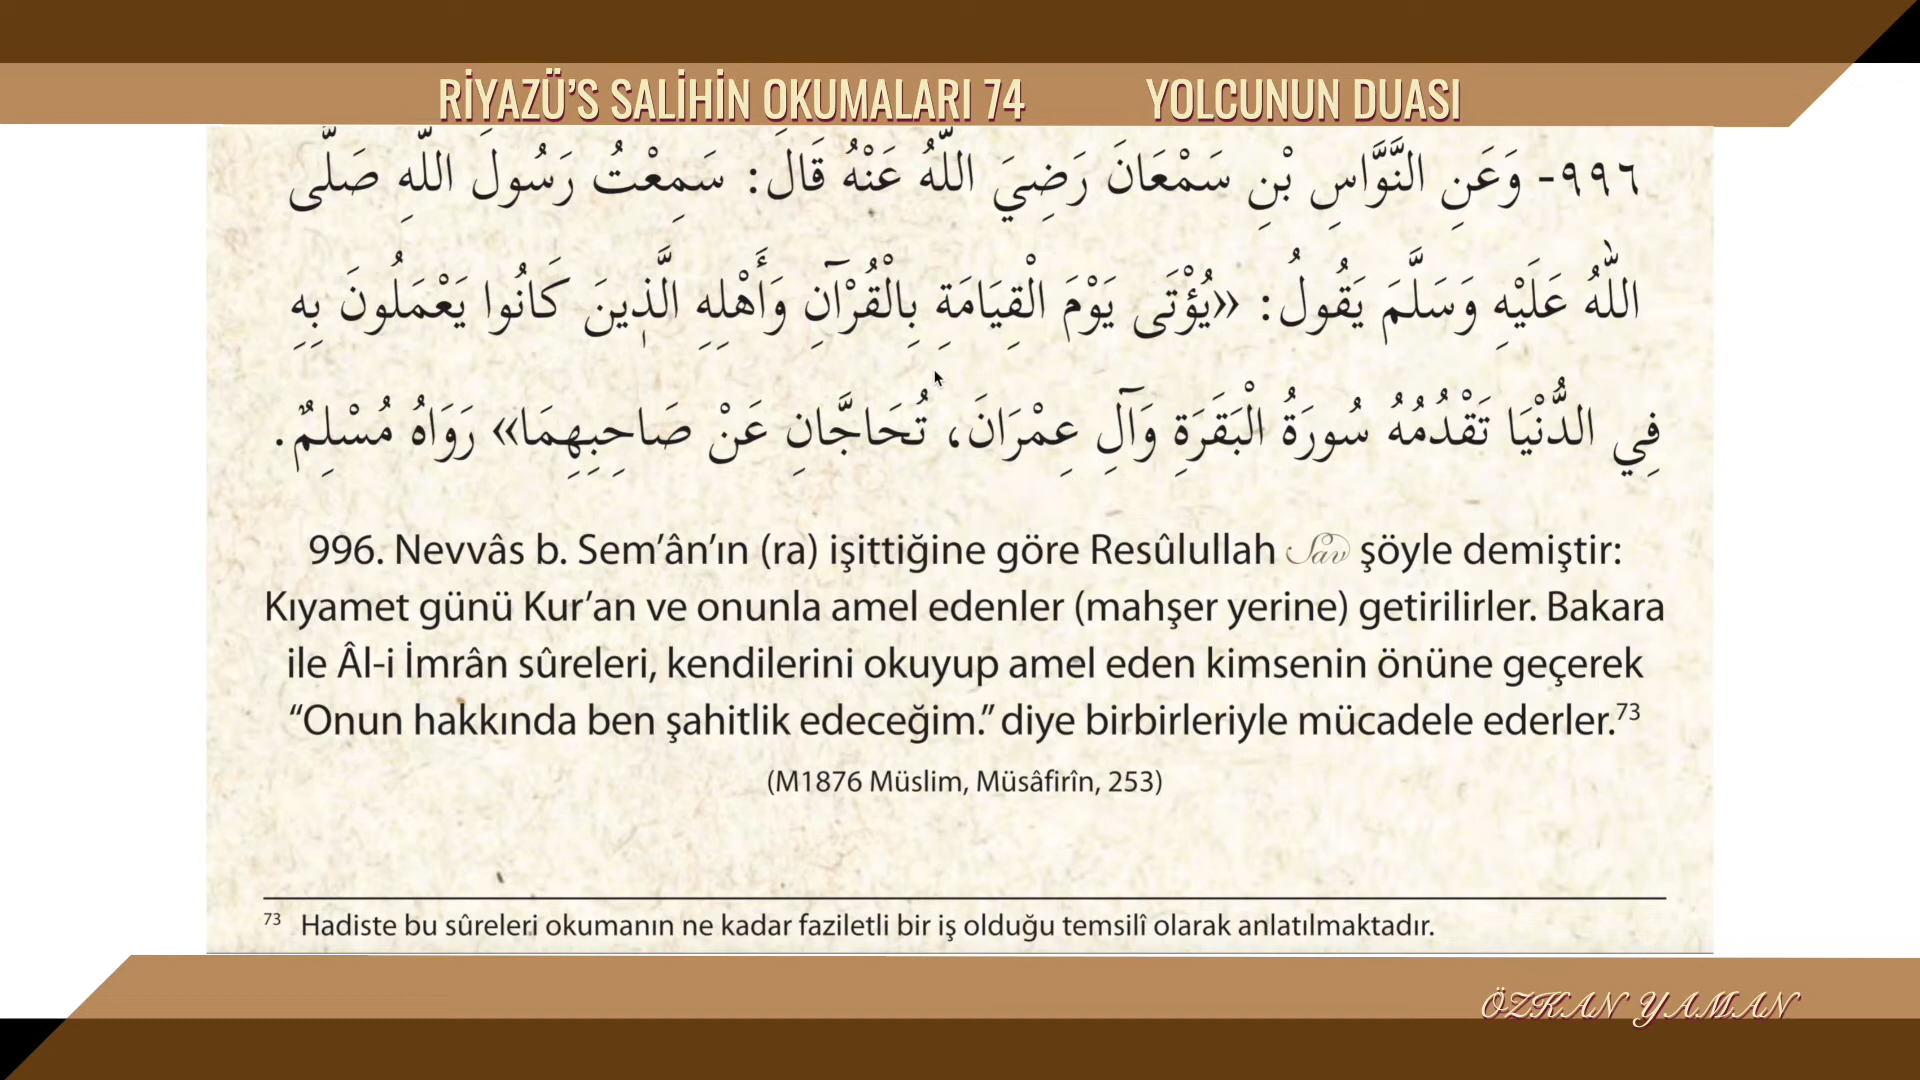 RİYAZÜ'S SALİHİN OKUMALARI 74 YOLCUNUN DUASI
٩٩٦- وَعَنِ النَّوَّاسِ بْنِ سَمْعَانَ رَضِيَ اللَّهُ عَنْهُ قَالَ: سَمِعْتُ رَسُولَ اللَّهِ صَلَّى
اللَّهُ عَلَيْهِ وَسَلَّمَ يَقُولُ: «يُؤْتَى يَوْمَ الْقِيَامَةِ بِالْقُرْآنِ وَأَهْلِهِ الَّذِينَ كَانُوا يَعْمَلُونَ بِهِ
فِي الدُّنْيَا تَقْدُمُهُ سُورَةُ الْبَقَرَةِ وَآلِ عِمْرَانَ، تُحَاجَّانِ عَنْ صَاحِبِهِمَا» رَوَاهُ مُسْلِمٌ.
996. Nevvâs b. Sem'ân'ın (ra) işittiğine göre Resûlullah Sav şöyle demiştir:
Kıyamet günü Kur'an ve onunla amel edenler (mahşer yerine) getirilirler. Bakara
ile Âl-i İmrân sûreleri, kendilerini okuyup amel eden kimsenin önüne geçerek
“Onun hakkında ben şahitlik edeceğim.” diye birbirleriyle mücadele ederler.73
(M1876 Müslim, Müsâfirîn, 253)
73 Hadiste bu sûreleri okumanın ne kadar faziletli bir iş olduğu temsilî olarak anlatılmaktadır.
ÖZKAN YAMAN